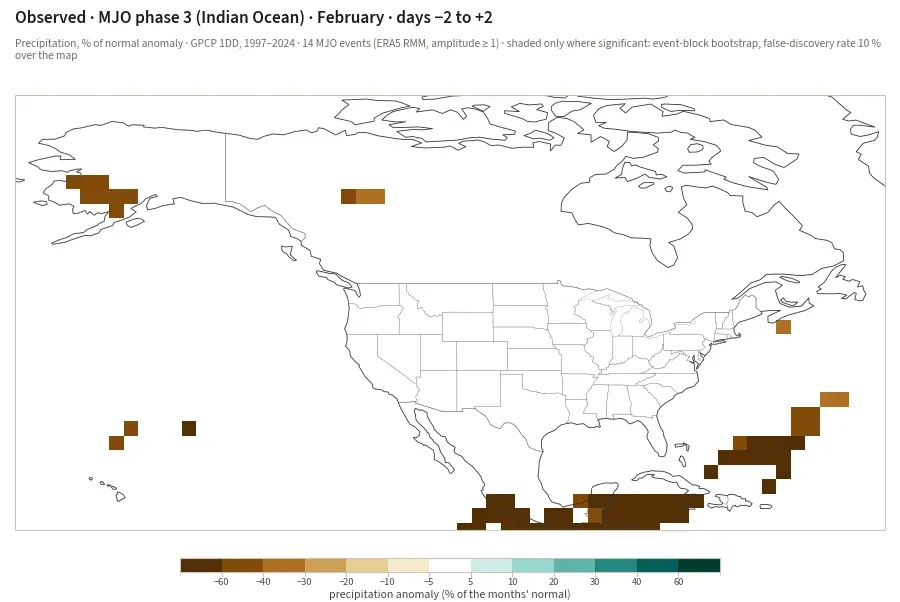 Observed · MJO phase 3 (Indian Ocean) · February · days −2 to +2
Precipitation, % of normal anomaly · GPCP 1DD, 1997–2024 · 14 MJO events (ERA5 RMM, amplitude ≥ 1) · shaded only where significant: event-block bootstrap, false-discovery rate 10 %
over the map
−60 −40 −30 −20 −10 −5 5 10 20 30 40 60
precipitation anomaly (% of the months' normal)